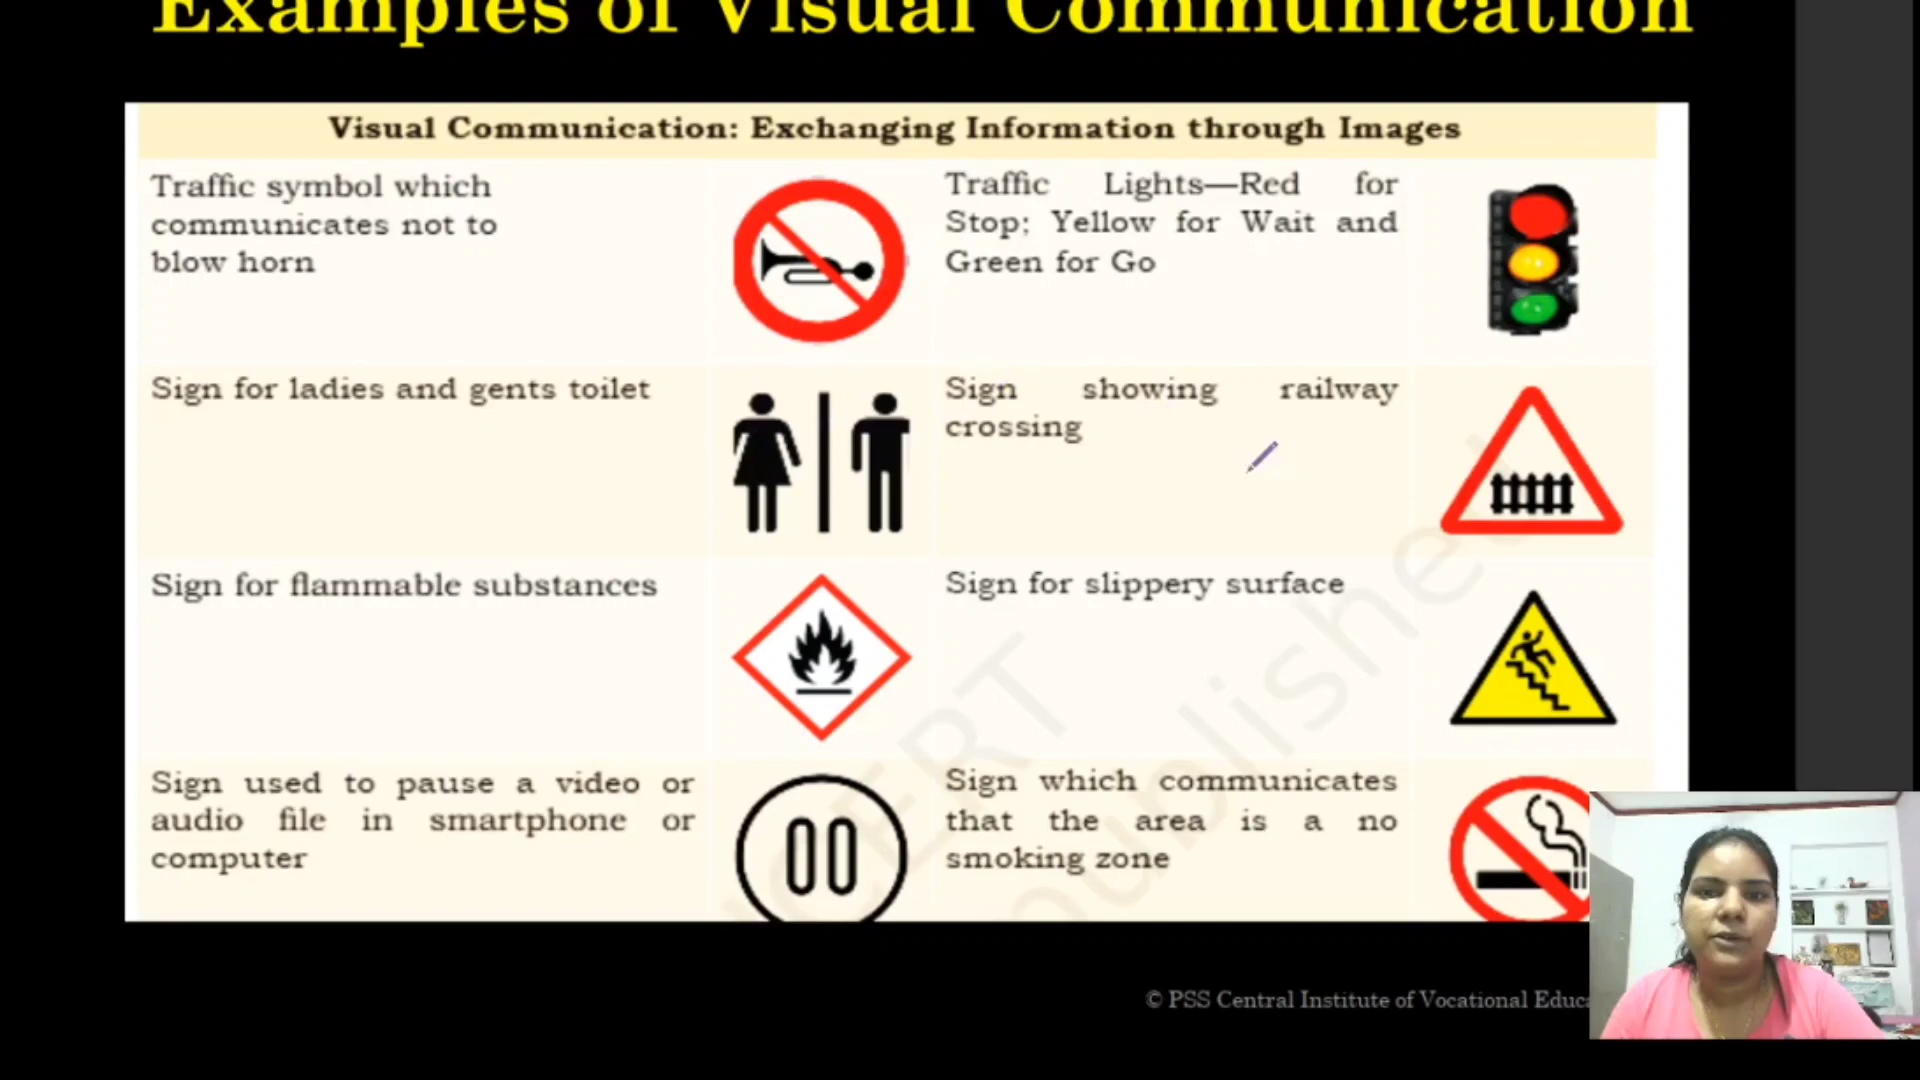 Examples of Visual Communication
Visual Communication: Exchanging Information through Images
Traffic symbol which
communicates not to
blow horn
Traffic Lights—Red for
Stop; Yellow for Wait and
Green for Go
Sign for ladies and gents toilet
Sign showing railway
crossing
Sign for flammable substances
Sign for slippery surface
Sign used to pause a video or
audio file in smartphone or
computer
Sign which communicates
that the area is a no
smoking zone
© PSS Central Institute of Vocational